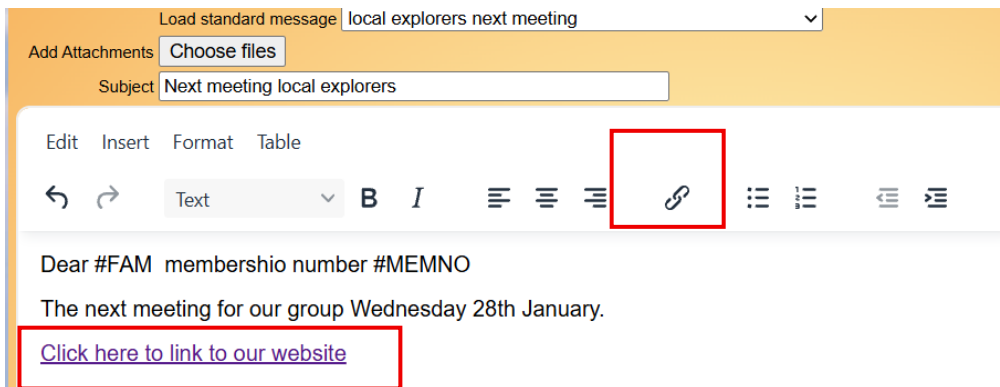 Load standard message local explorers next meeting
Add Attachments Choose files
Subject Next meeting local explorers
Edit Insert Format Table
Text B I
Dear #FAM membershio number #MEMNO
The next meeting for our group Wednesday 28th January.
Click here to link to our website